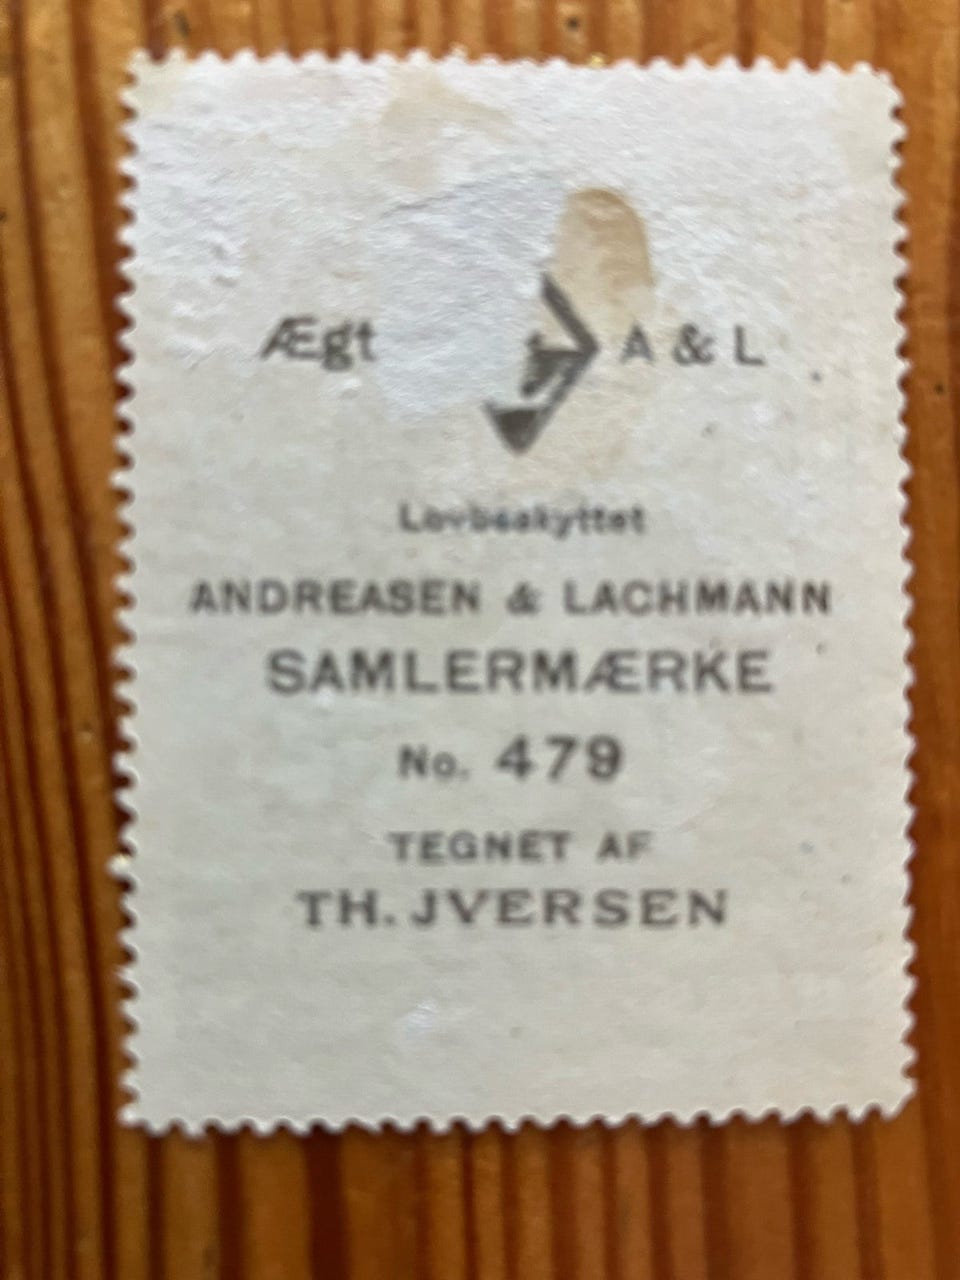 Ægt A & L
Lovbeskyttet
ANDREASEN & LACHMANN
SAMLERMÆRKE
No. 479
TEGNET AF
TH. JVERSEN